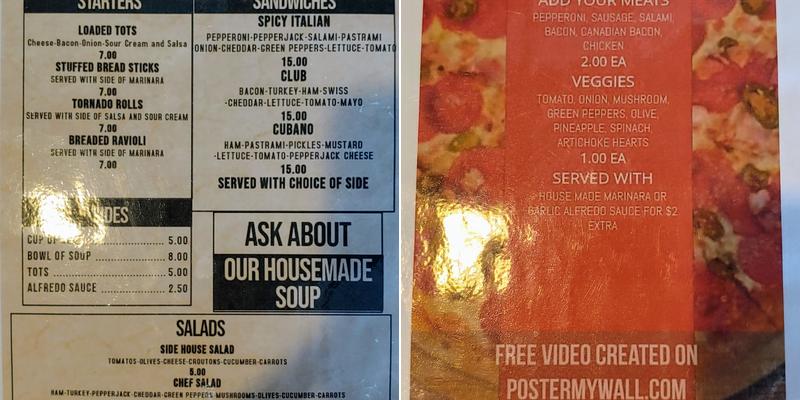 STARTERS
LOADED TOTS
Cheese-Bacon-Onion-Sour Cream and Salsa
7.00
STUFFED BREAD STICKS
SERVED WITH SIDE OF MARINARA
7.00
TORNADO ROLLS
SERVED WITH SIDE OF SALSA AND SOUR CREAM
7.00
BREADED RAVIOLI
SERVED WITH SIDE OF MARINARA
7.00
SIDES
CUP OF
5.00
BOWL OF SOUP 8.00
TOTS 5.00
ALFREDO SAUCE 2.50
SANDWICHES
SPICY ITALIAN
PEPPERONI-PEPPERJACK-SALAMI-PASTRAMI
ONION-CHEDDAR-GREEN PEPPERS-LETTUCE-TOMATO
15.00
CLUB
BACON-TURKEY-HAM-SWISS
-CHEDDAR-LETTUCE-TOMATO-MAYO
15.00
CUBANO
HAM-PASTRAMI-PICKLES-MUSTARD
-LETTUCE-TOMATO-PEPPERJACK CHEESE
15.00
SERVED WITH CHOICE OF SIDE
ASK ABOUT
OUR HOUSEMADE
SOUP
SALADS
SIDE HOUSE SALAD
TOMATOS-OLIVES-CHEESE-CROUTONS-CUCUMBER-CARROTS
5.00
CHEF SALAD
HAM-TURKEY-PEPPERJACK-CHEDDAR-GREEN PEPPERS-MUSHROOMS-OLIVES-CUCUMBER-CARROTS
ADD YOUR MEATS
PEPPERONI, SAUSAGE, SALAMI,
BACON, CANADIAN BACON,
CHICKEN
2.00 EA
VEGGIES
TOMATO, ONION, MUSHROOM,
GREEN PEPPERS, OLIVE,
PINEAPPLE, SPINACH,
ARTICHOKE HEARTS
1.00 EA
SERVED WITH
HOUSE MADE MARINARA OR
GARLIC ALFREDO SAUCE FOR $2
EXTRA
FREE VIDEO CREATED ON
POSTERMYWALL.COM